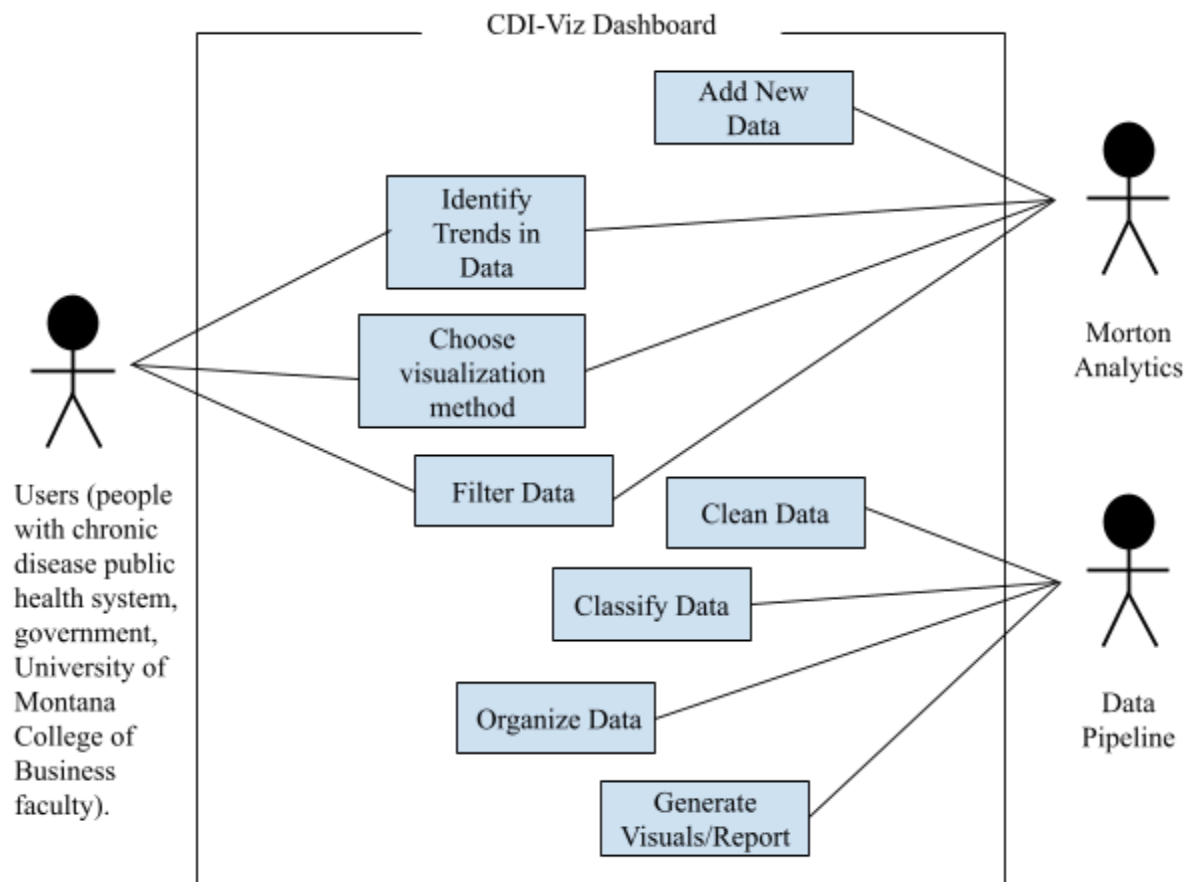 CDI-Viz Dashboard
Add New
Data
Identify
Trends in
Data
Choose
visualization
method
Filter Data
Clean Data
Classify Data
Organize Data
Generate
Visuals/Report
Users (people
with chronic
disease public
health system,
government,
University of
Montana
College of
Business
faculty).
Morton
Analytics
Data
Pipeline